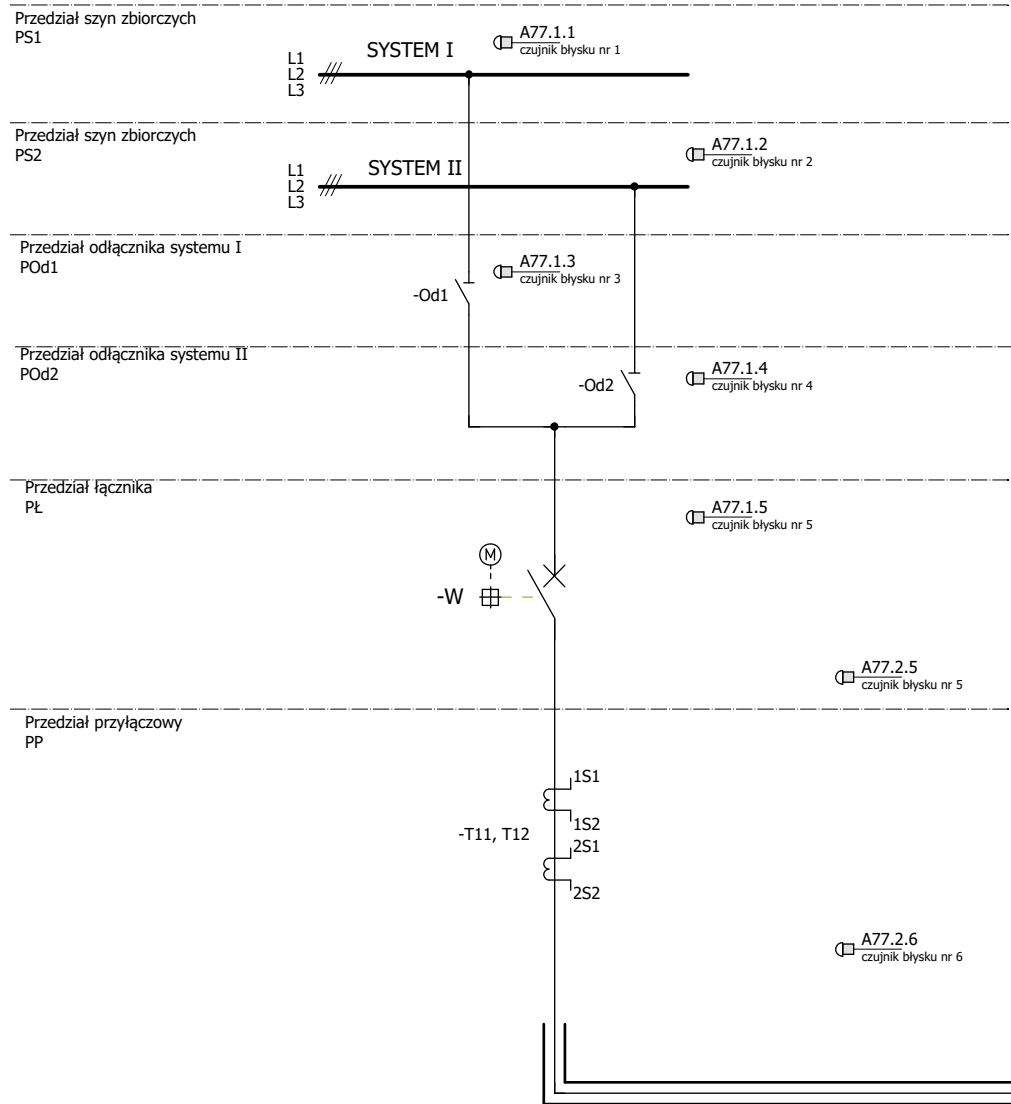 Przedział szyn zbiorczych
PS1
SYSTEM I
A77.1.1
czujnik błysku nr 1
L1
L2
L3
Przedział szyn zbiorczych
PS2
SYSTEM II
A77.1.2
czujnik błysku nr 2
L1
L2
L3
Przedział odłącznika systemu I
POd1
A77.1.3
czujnik błysku nr 3
-Od1
Przedział odłącznika systemu II
POd2
A77.1.4
czujnik błysku nr 4
-Od2
Przedział łącznika
PŁ
A77.1.5
czujnik błysku nr 5
M
-W
A77.2.5
czujnik błysku nr 5
Przedział przyłączowy
PP
1S1
1S2
-T11, T12
2S1
2S2
A77.2.6
czujnik błysku nr 6